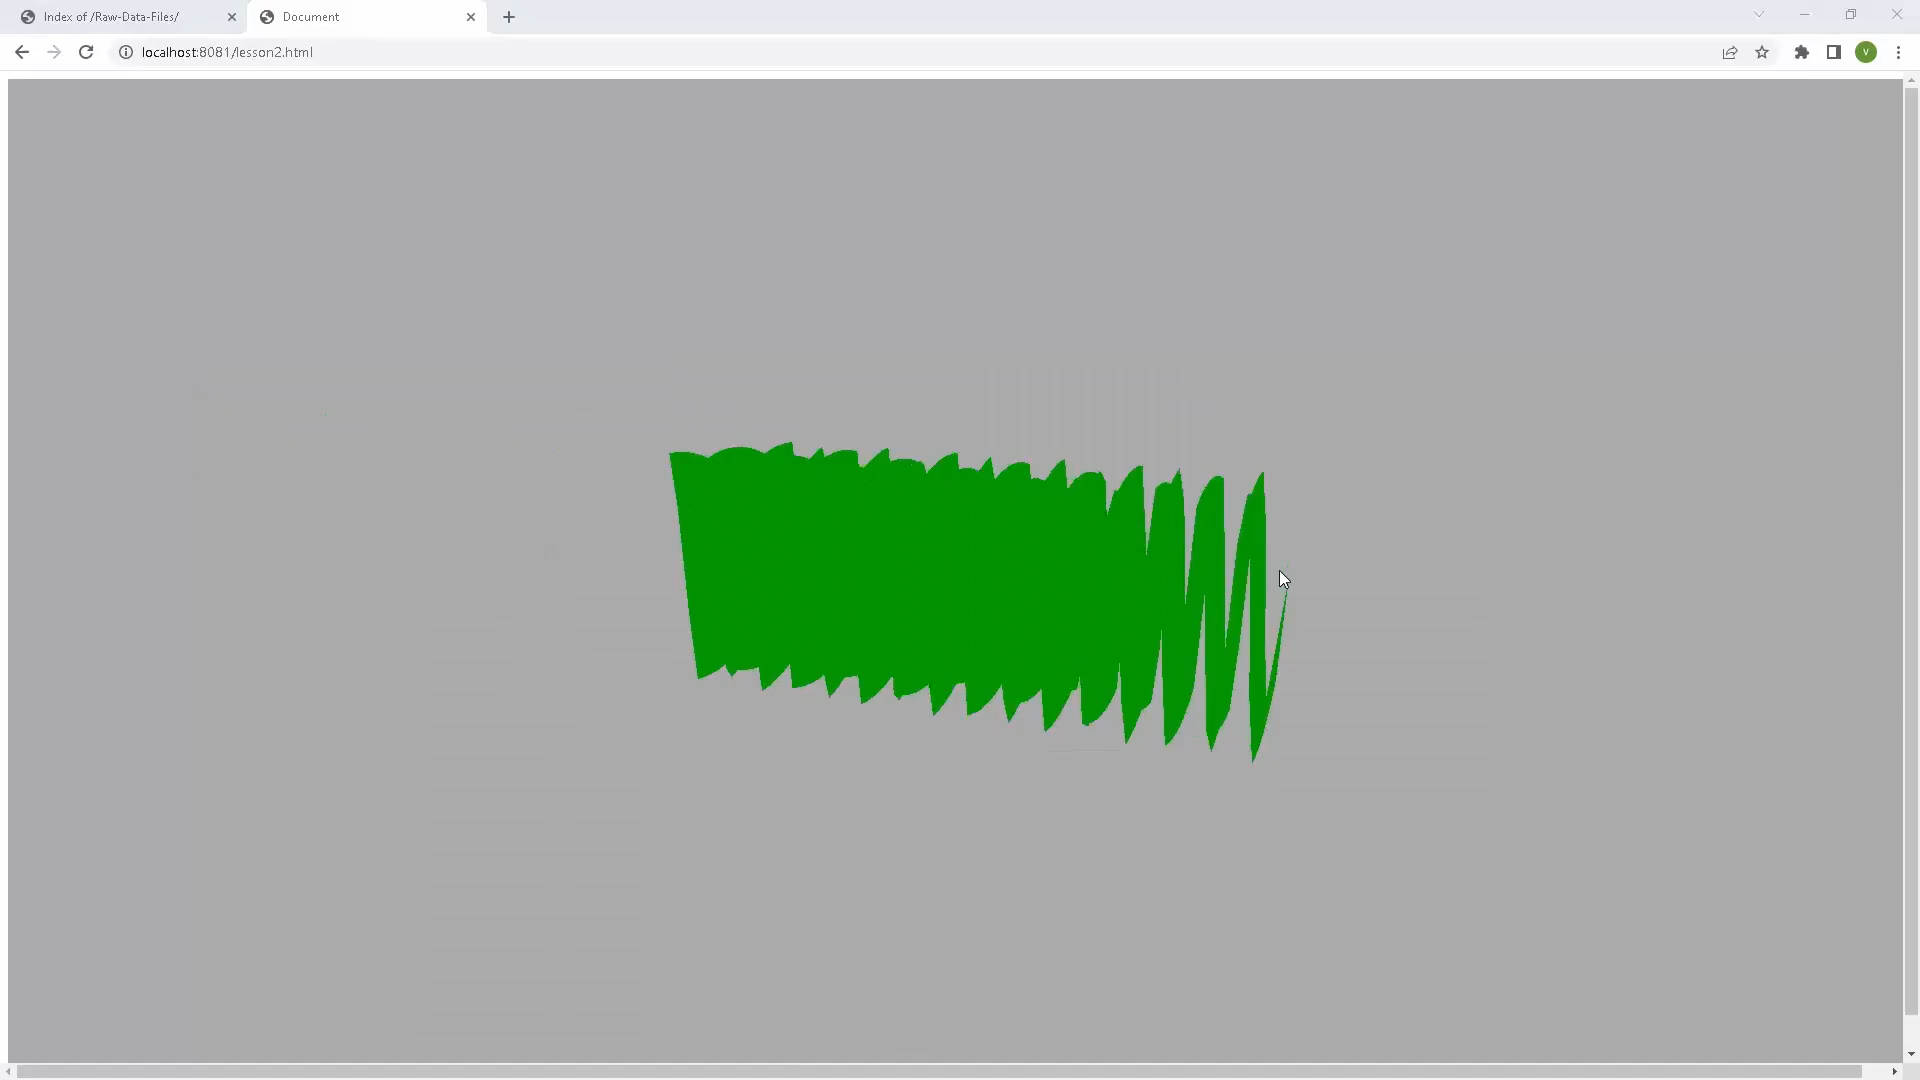 Index of /Raw-Data-Files/
Document
localhost:8081/lesson2.html
V